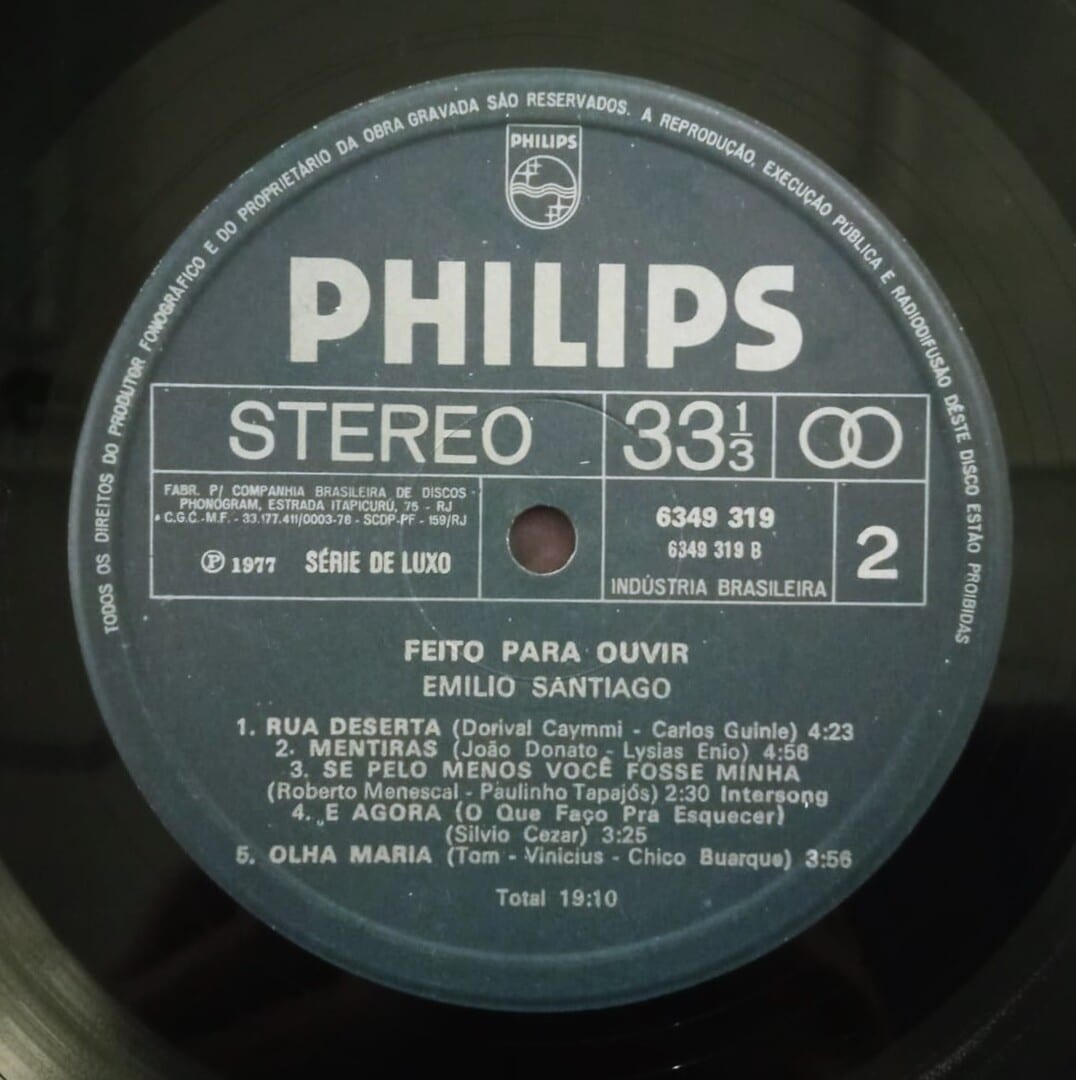 TODOS OS DIREITOS DO PRODUTOR FONOGRÁFICO E DO PROPRIETÁRIO DA OBRA GRAVADA SÃO RESERVADOS. A REPRODUÇÃO, EXECUÇÃO PÚBLICA E RADIODIFUSÃO DÊSTE DISCO ESTÃO PROIBIDAS
PHILIPS
PHILIPS
STEREO 33 1/3
FABR. P/ COMPANHIA BRASILEIRA DE DISCOS
PHONOGRAM, ESTRADA ITAPICURÚ, 75 - RJ
C.G.C.-M.F. - 33.177.411/0003-76 - SCDP-PF - 159/RJ
℗ 1977 SÉRIE DE LUXO
6349 319
6349 319 B
INDÚSTRIA BRASILEIRA
2
FEITO PARA OUVIR
EMILIO SANTIAGO
1. RUA DESERTA (Dorival Caymmi - Carlos Guinle) 4:23
2. MENTIRAS (João Donato - Lysias Enio) 4:56
3. SE PELO MENOS VOCÊ FOSSE MINHA
(Roberto Menescal - Paulinho Tapajós) 2:30 Intersong
4. E AGORA (O Que Faço Pra Esquecer)
(Silvio Cezar) 3:25
5. OLHA MARIA (Tom - Vinicius - Chico Buarque) 3:56
Total 19:10